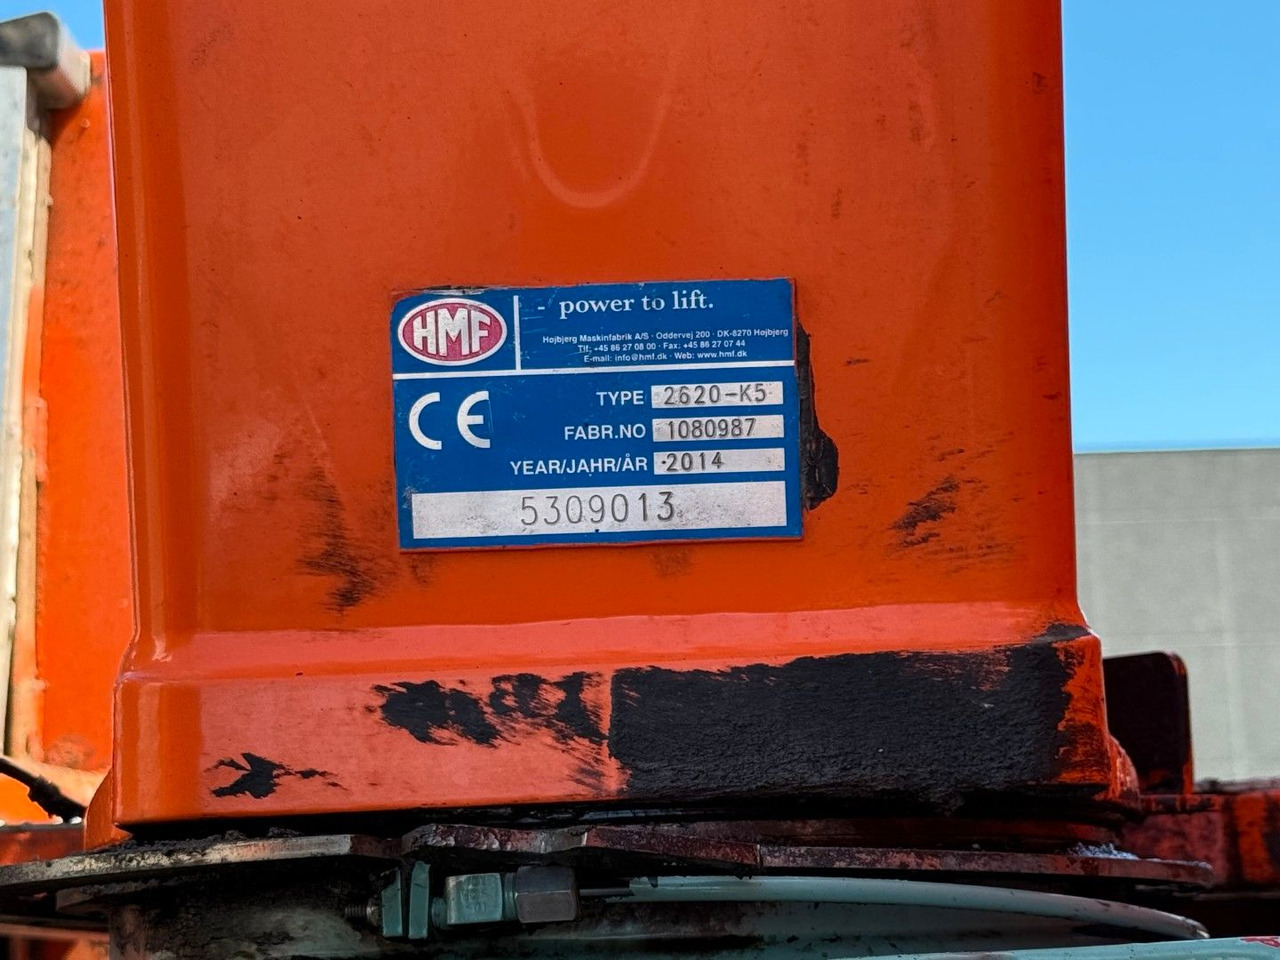 HMF
- power to lift.
Højbjerg Maskinfabrik A/S · Oddervej 200 · DK-8270 Højbjerg
Tlf: +45 86 27 08 00 · Fax: +45 86 27 07 44
E-mail: info@hmf.dk · Web: www.hmf.dk
CE
TYPE 2620-K5
FABR.NO 1080987
YEAR/JAHR/ÅR 2014
5309013